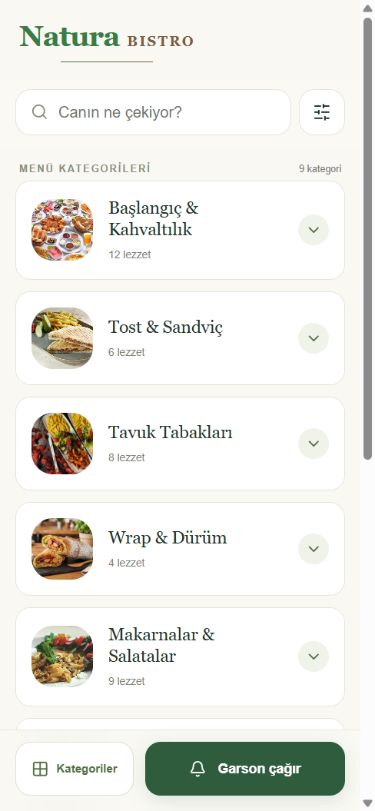 Natura BISTRO
Canın ne çekiyor?
MENÜ KATEGORİLERİ 9 kategori
Başlangıç &
Kahvaltılık
12 lezzet
Tost & Sandviç
6 lezzet
Tavuk Tabakları
8 lezzet
Wrap & Dürüm
4 lezzet
Makarnalar &
Salatalar
9 lezzet
Kategoriler Garson çağır